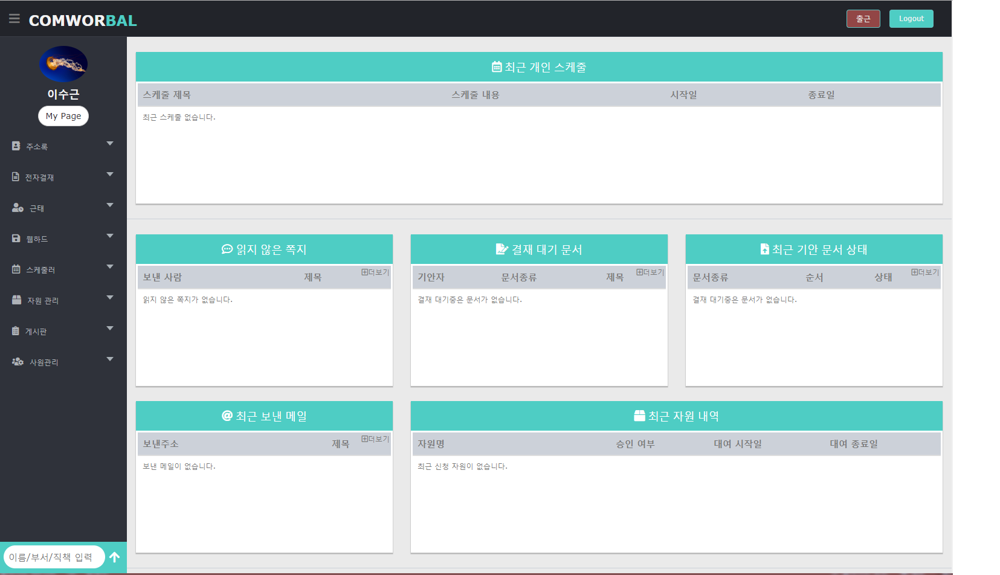 COMWORBAL
출근
Logout
이수근
My Page
주소록
전자결재
근태
웹하드
스케줄러
자원 관리
게시판
사원관리
이름/부서/직책 입력
최근 개인 스케줄
스케줄 제목 스케줄 내용 시작일 종료일
최근 스케줄 없습니다.
읽지 않은 쪽지
보낸 사람 제목 더보기
읽지 않은 쪽지가 없습니다.
결재 대기 문서
기안자 문서종류 제목 더보기
결재 대기중은 문서가 없습니다.
최근 기안 문서 상태
문서종류 순서 상태 더보기
결재 대기중은 문서가 없습니다.
최근 보낸 메일
보낸주소 제목 더보기
보낸 메일이 없습니다.
최근 자원 내역
자원명 승인 여부 대여 시작일 대여 종료일
최근 신청 자원이 없습니다.